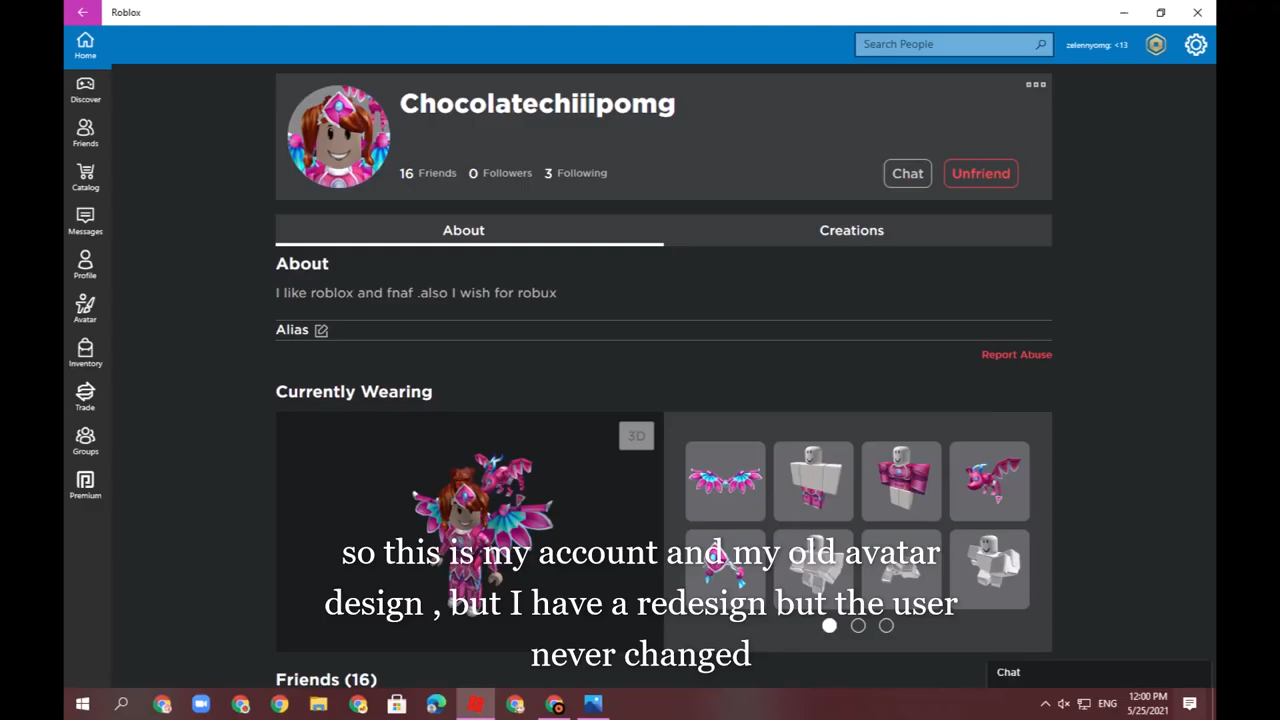 Roblox
Home
Search People
zelennyomg: <13
Discover
Friends
Catalog
Messages
Profile
Avatar
Inventory
Trade
Groups
Premium
Chocolatechiiipomg
16 Friends 0 Followers 3 Following
Chat
Unfriend
About
Creations
About
I like roblox and fnaf .also I wish for robux
Alias
Report Abuse
Currently Wearing
3D
so this is my account and my old avatar
design , but I have a redesign but the user
never changed
Friends (16)
Chat
ENG
12:00 PM
5/25/2021